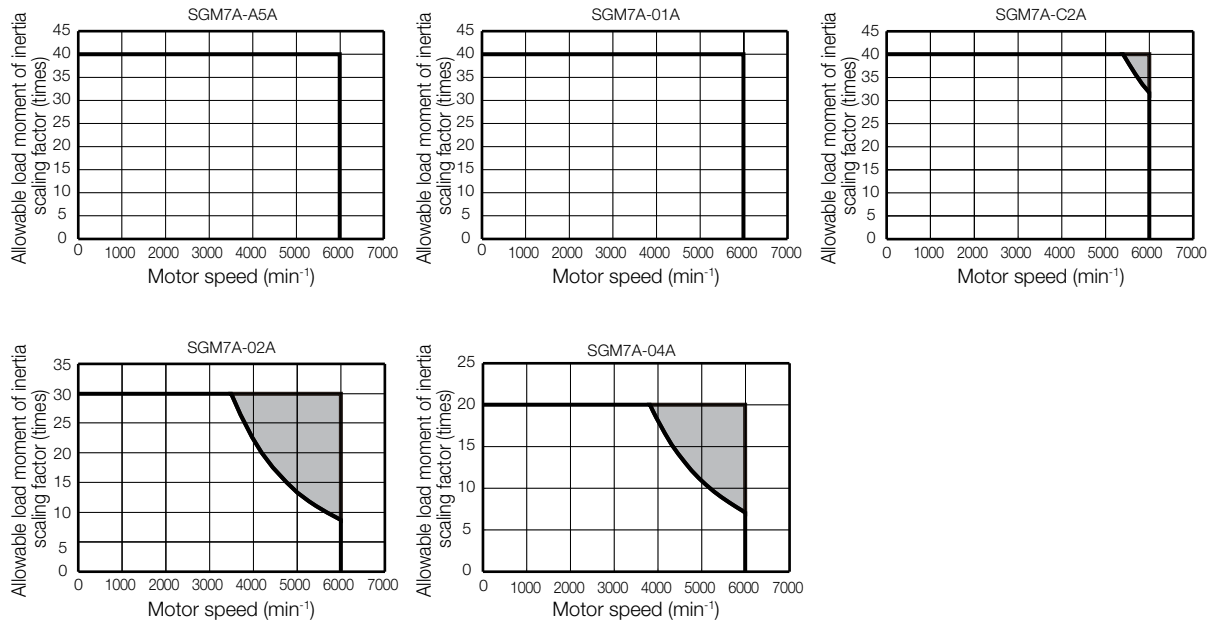 SGM7A-A5A
Allowable load moment of inertia
scaling factor (times)
45
40
35
30
25
20
15
10
5
0
0 1000 2000 3000 4000 5000 6000 7000
Motor speed (min-1)
SGM7A-01A
Allowable load moment of inertia
scaling factor (times)
45
40
35
30
25
20
15
10
5
0
0 1000 2000 3000 4000 5000 6000 7000
Motor speed (min-1)
SGM7A-C2A
Allowable load moment of inertia
scaling factor (times)
45
40
35
30
25
20
15
10
5
0
0 1000 2000 3000 4000 5000 6000 7000
Motor speed (min-1)
SGM7A-02A
Allowable load moment of inertia
scaling factor (times)
35
30
25
20
15
10
5
0
0 1000 2000 3000 4000 5000 6000 7000
Motor speed (min-1)
SGM7A-04A
Allowable load moment of inertia
scaling factor (times)
25
20
15
10
5
0
0 1000 2000 3000 4000 5000 6000 7000
Motor speed (min-1)